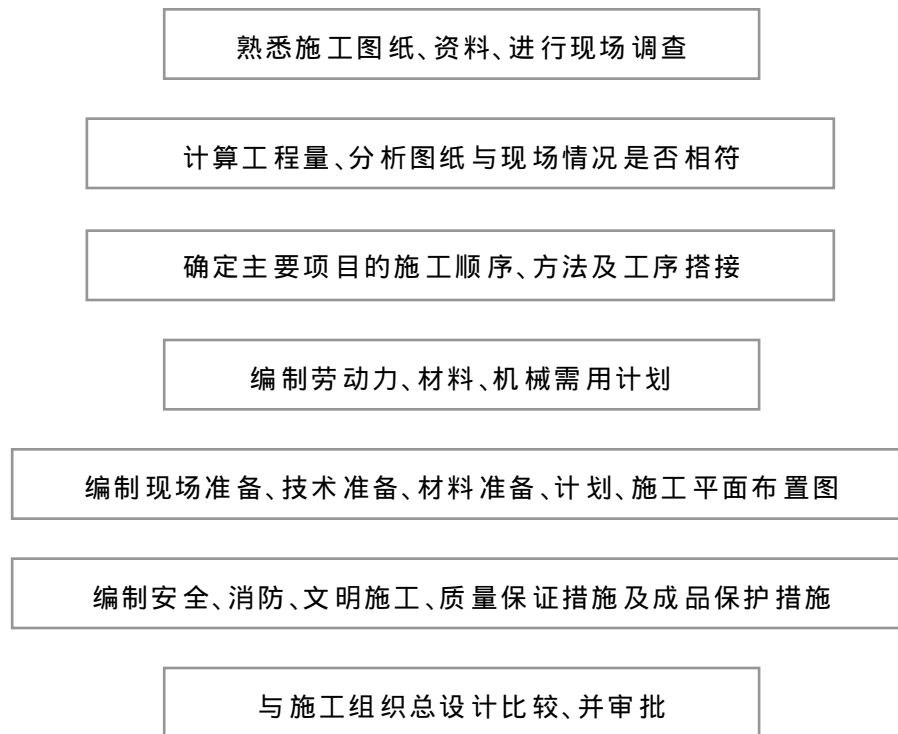 熟悉施工图纸、资料、进行现场调查
计算工程量、分析图纸与现场情况是否相符
确定主要项目的施工顺序、方法及工序搭接
编制劳动力、材料、机械需用计划
编制现场准备、技术准备、材料准备、计划、施工平面布置图
编制安全、消防、文明施工、质量保证措施及成品保护措施
与施工组织总设计比较、并审批